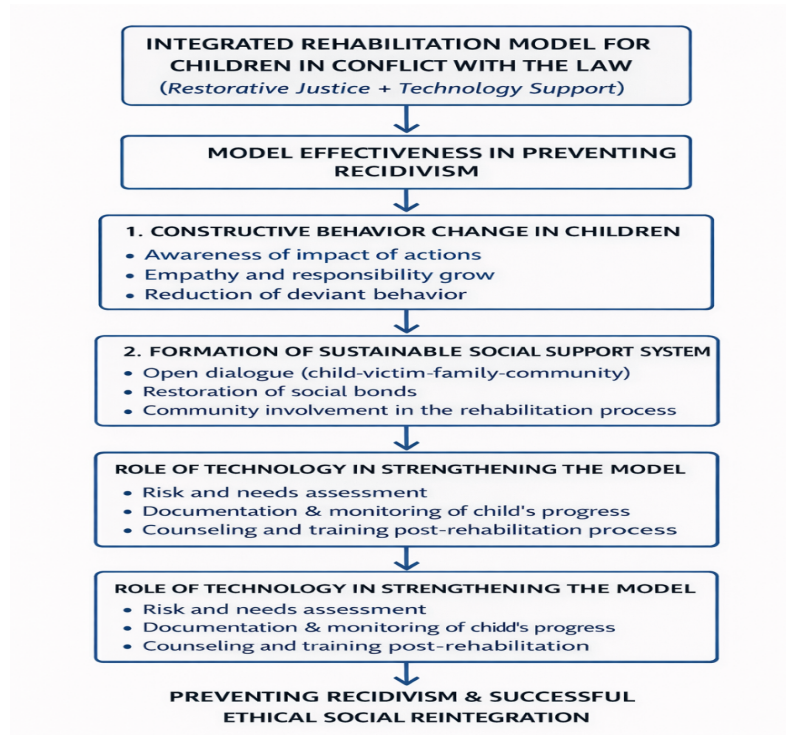 INTEGRATED REHABILITATION MODEL FOR
CHILDREN IN CONFLICT WITH THE LAW
(Restorative Justice + Technology Support)
MODEL EFFECTIVENESS IN PREVENTING
RECIDIVISM
1. CONSTRUCTIVE BEHAVIOR CHANGE IN CHILDREN
• Awareness of impact of actions
• Empathy and responsibility grow
• Reduction of deviant behavior
2. FORMATION OF SUSTAINABLE SOCIAL SUPPORT SYSTEM
• Open dialogue (child-victim-family-community)
• Restoration of social bonds
• Community involvement in the rehabilitation process
ROLE OF TECHNOLOGY IN STRENGTHENING THE MODEL
• Risk and needs assessment
• Documentation & monitoring of child's progress
• Counseling and training post-rehabilitation process
ROLE OF TECHNOLOGY IN STRENGTHENING THE MODEL
• Risk and needs assessment
• Documentation & monitoring of chidd's progress
• Counseling and training post-rehabilitation
PREVENTING RECIDIVISM & SUCCESSFUL
ETHICAL SOCIAL REINTEGRATION